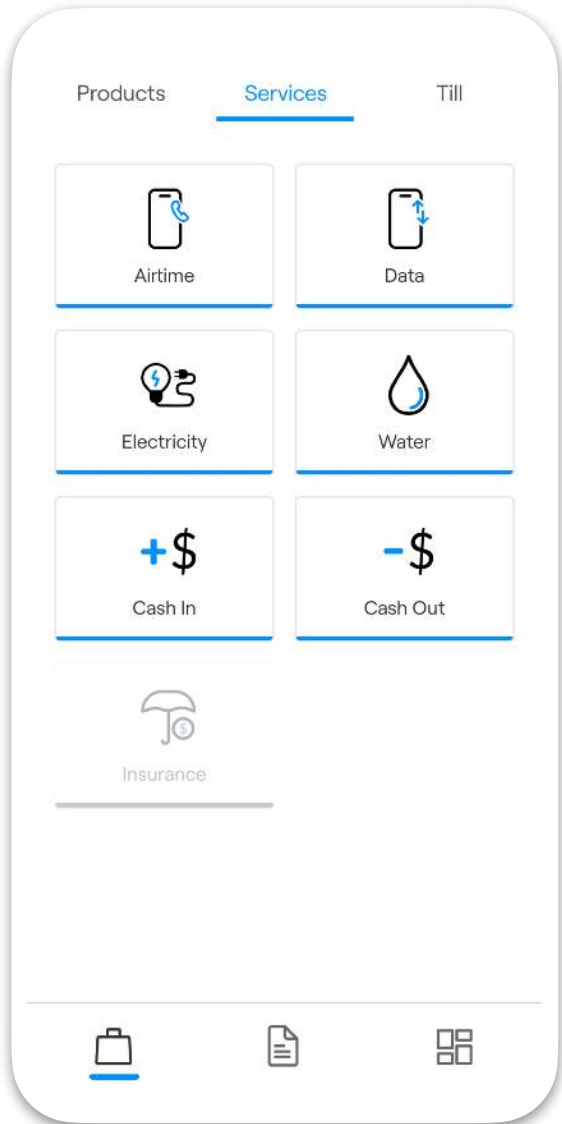 Products Services Till
Airtime Data
Electricity Water
+$ -$
Cash In Cash Out
$
Insurance